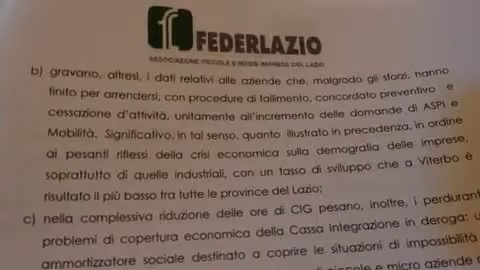 FEDERLAZIO
ASSOCIAZIONE PICCOLE E MEDIE IMPRESE DEL LAZIO
b) gravano, altresì, i dati relativi alle aziende che, malgrado gli sforzi, hanno
finito per arrendersi, con procedure di fallimento, concordato preventivo e
cessazione d'attività, unitamente all'incremento delle domande di ASPI e
Mobilità. Significativo, in tal senso, quanto illustrato in precedenza, in ordine
ai pesanti riflessi della crisi economica sulla demografia delle imprese,
soprattutto di quelle industriali, con un tasso di sviluppo che a Viterbo è
risultato il più basso tra tutte le province del Lazio;
c) nella complessiva riduzione delle ore di CIG pesano, inoltre, i perdurant
problemi di copertura economica della Cassa Integrazione in deroga: u
ammortizzatore sociale destinato a coprire le situazioni di impossibilità
piccole e micro aziende